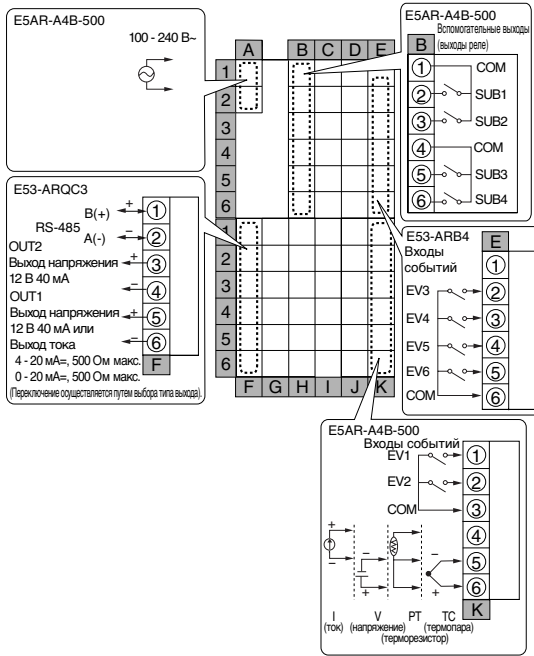 E5AR-A4B-500
100 - 240 В~
A B C D E
1
2
3
4
5
6
1
2
3
4
5
6
F G H I J K
E5AR-A4B-500
Вспомогательные выходы
(выходы реле)
B
1 COM
2 SUB1
3 SUB2
4 COM
5 SUB3
6 SUB4
E53-ARQC3
B(+) + 1
RS-485
A(-) − 2
OUT2
Выход напряжения + 3
12 В 40 мА − 4
OUT1
Выход напряжения + 5
12 В 40 мА или − 6
Выход тока
4 - 20 мА=, 500 Ом макс.
0 - 20 мА=, 500 Ом макс.
F
(Переключение осуществляется путем выбора типа выхода).
E53-ARB4
Входы
событий
E
1
EV3 2
EV4 3
EV5 4
EV6 5
COM 6
E5AR-A4B-500
Входы событий
EV1 1
EV2 2
COM 3
4
5
6
K
+ − − + − +
I V PT TC
(ток) (напряжение) (термопара)
(терморезистор)